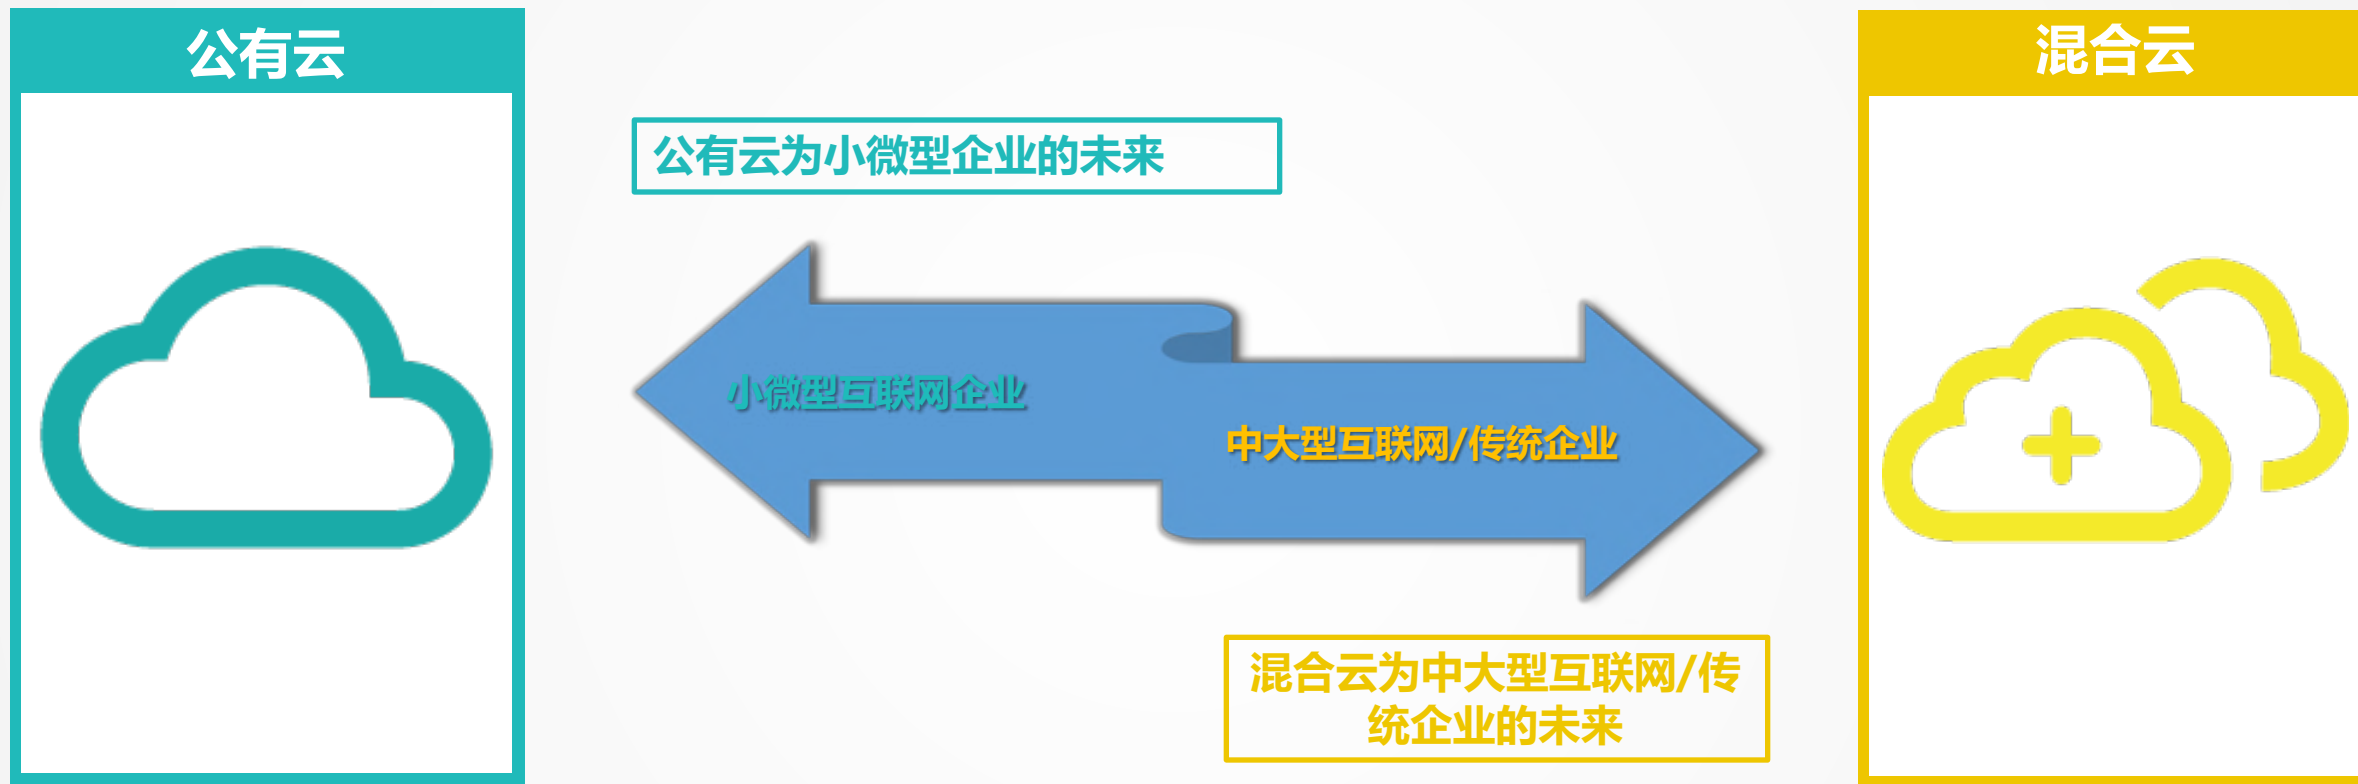 公有云
混合云
公有云为小微型企业的未来
小微型互联网企业
中大型互联网/传统企业
混合云为中大型互联网/传
统企业的未来